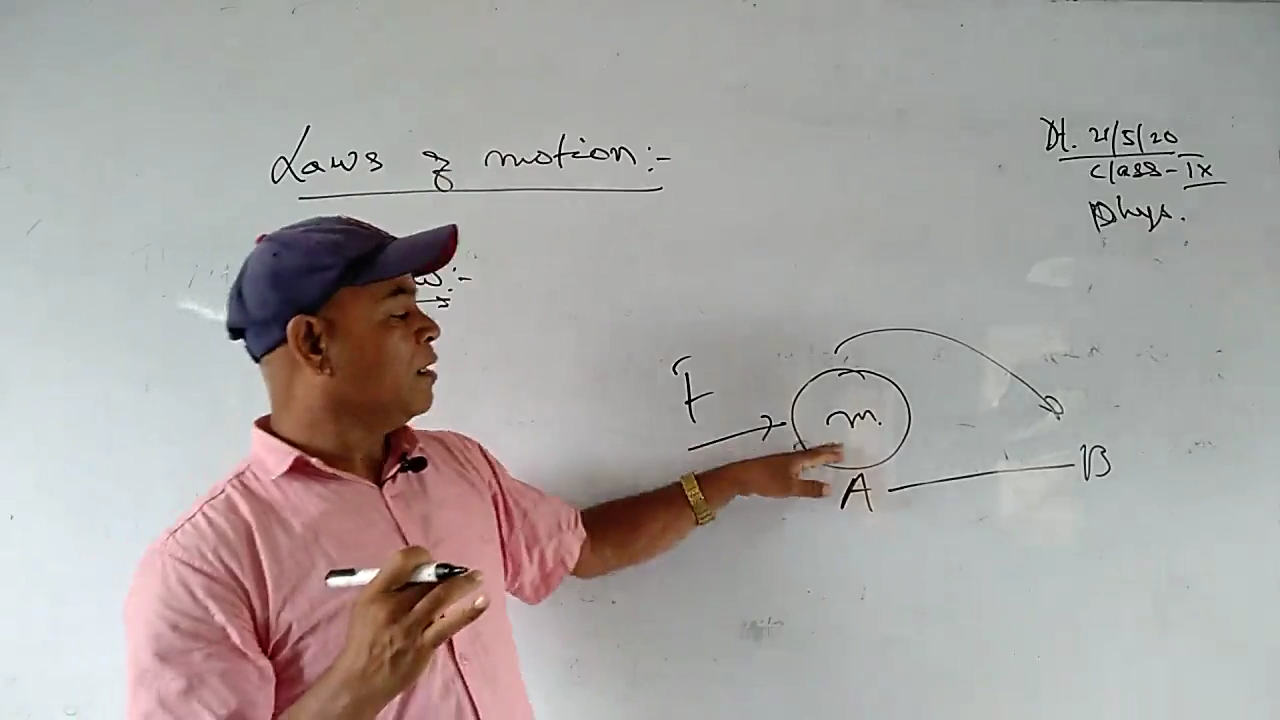 Laws of motion:-
Dt. 21/5/20
Class-IX
Phys.
w:-
F
m.
A
B